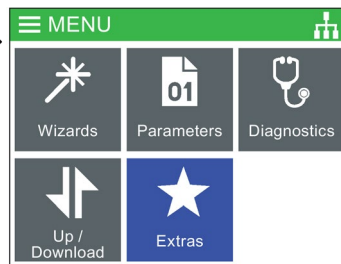 MENU
01
Wizards
Parameters
Diagnostics
Up /
Download
Extras